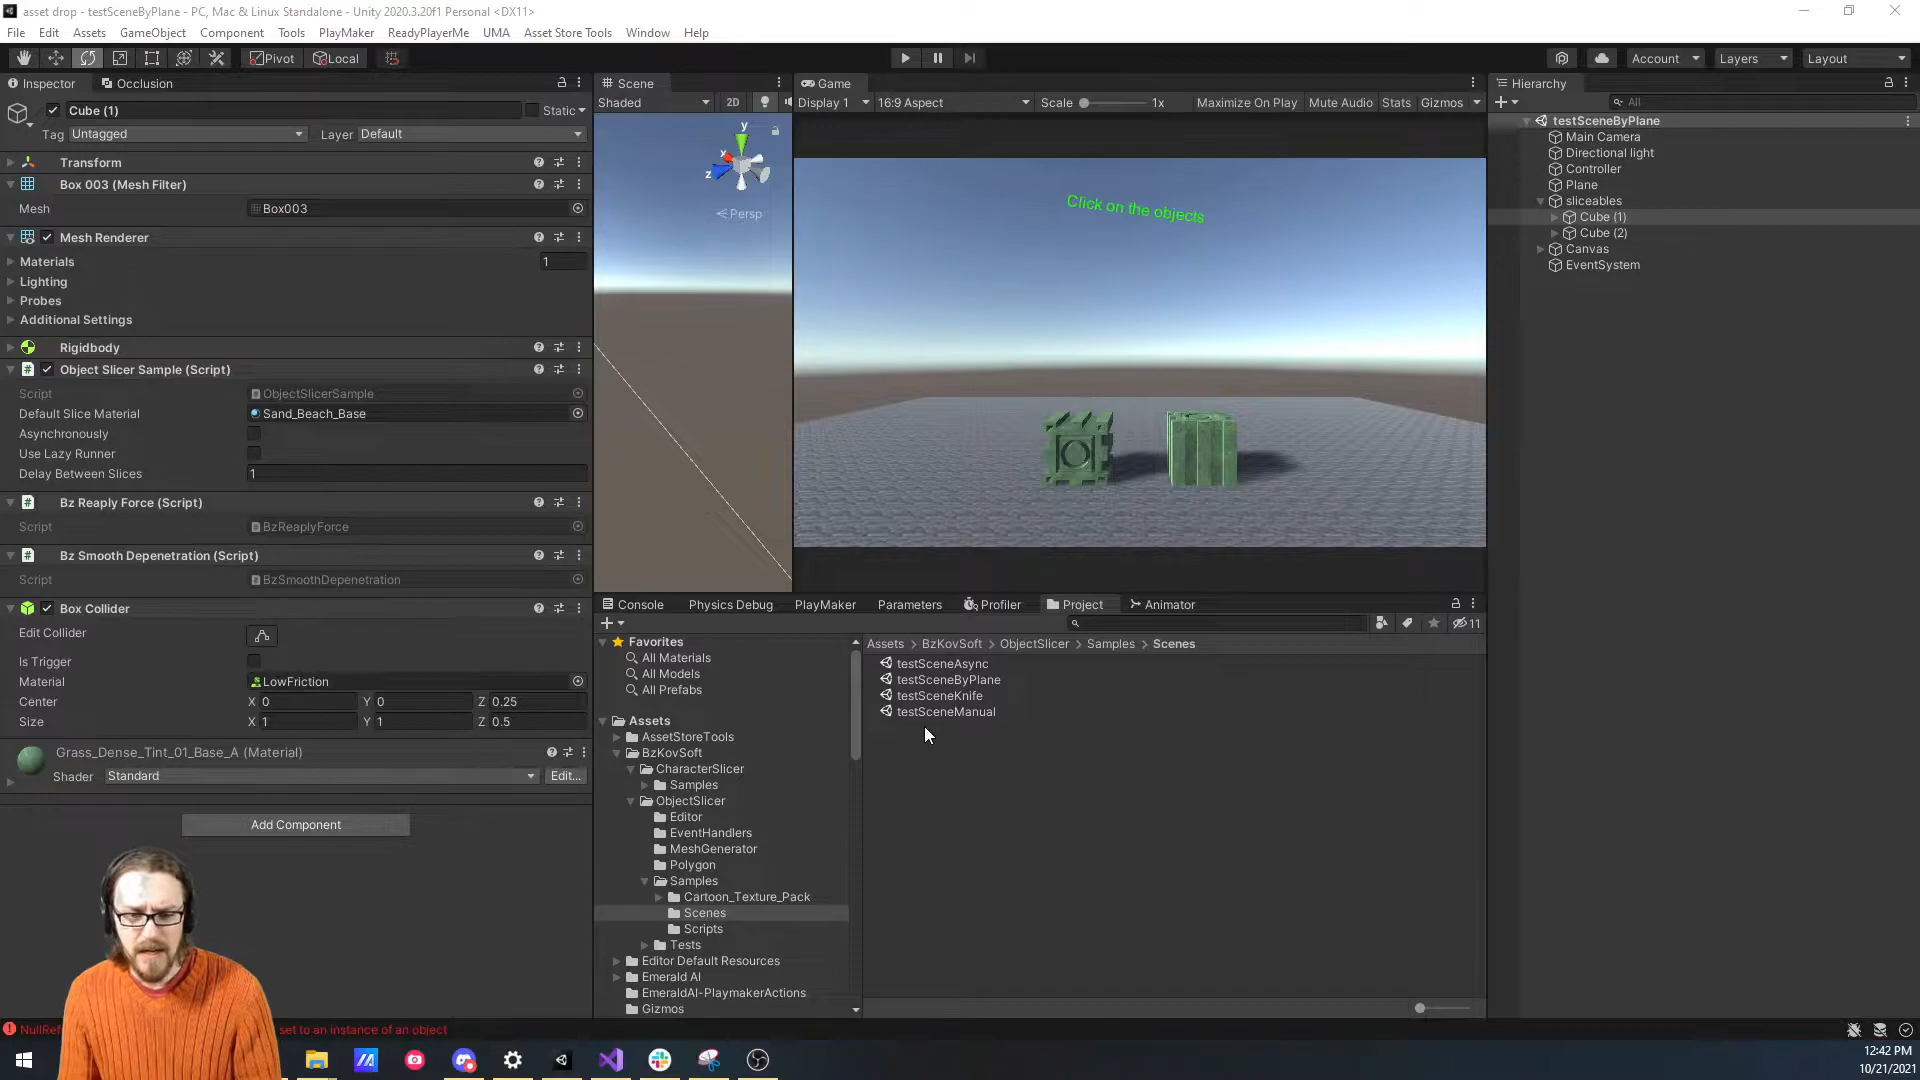 asset drop - testSceneByPlane - PC, Mac & Linux Standalone - Unity 2020.3.20f1 Personal <DX11>
File Edit Assets GameObject Component Tools PlayMaker ReadyPlayerMe UMA Asset Store Tools Window Help
Pivot Local Account Layers Layout
Inspector Occlusion
Cube (1) Static
Tag Untagged Layer Default
Transform
Box 003 (Mesh Filter)
Mesh Box003
Mesh Renderer
Materials 1
Lighting
Probes
Additional Settings
Rigidbody
Object Slicer Sample (Script)
Script ObjectSlicerSample
Default Slice Material Sand_Beach_Base
Asynchronously
Use Lazy Runner
Delay Between Slices 1
Bz Reaply Force (Script)
Script BzReaplyForce
Bz Smooth Depenetration (Script)
Script BzSmoothDepenetration
Box Collider
Edit Collider
Is Trigger
Material LowFriction
Center X 0 Y 0 Z 0.25
Size X 1 Y 1 Z 0.5
Grass_Dense_Tint_01_Base_A (Material)
Shader Standard Edit...
Add Component
Scene
Shaded 2D
y
x
z
Persp
Game
Display 1 16:9 Aspect Scale 1x Maximize On Play Mute Audio Stats Gizmos
Click on the objects
Hierarchy
All
testSceneByPlane
Main Camera
Directional light
Controller
Plane
sliceables
Cube (1)
Cube (2)
Canvas
EventSystem
Console Physics Debug PlayMaker Parameters Profiler Project Animator
11
Favorites
All Materials
All Models
All Prefabs
Assets
AssetStoreTools
BzKovSoft
CharacterSlicer
Samples
ObjectSlicer
Editor
EventHandlers
MeshGenerator
Polygon
Samples
Cartoon_Texture_Pack
Scenes
Scripts
Tests
Editor Default Resources
Emerald AI
EmeraldAI-PlaymakerActions
Gizmos
Assets > BzKovSoft > ObjectSlicer > Samples > Scenes
testSceneAsync
testSceneByPlane
testSceneKnife
testSceneManual
NullRef
set to an instance of an object
12:42 PM
10/21/2021